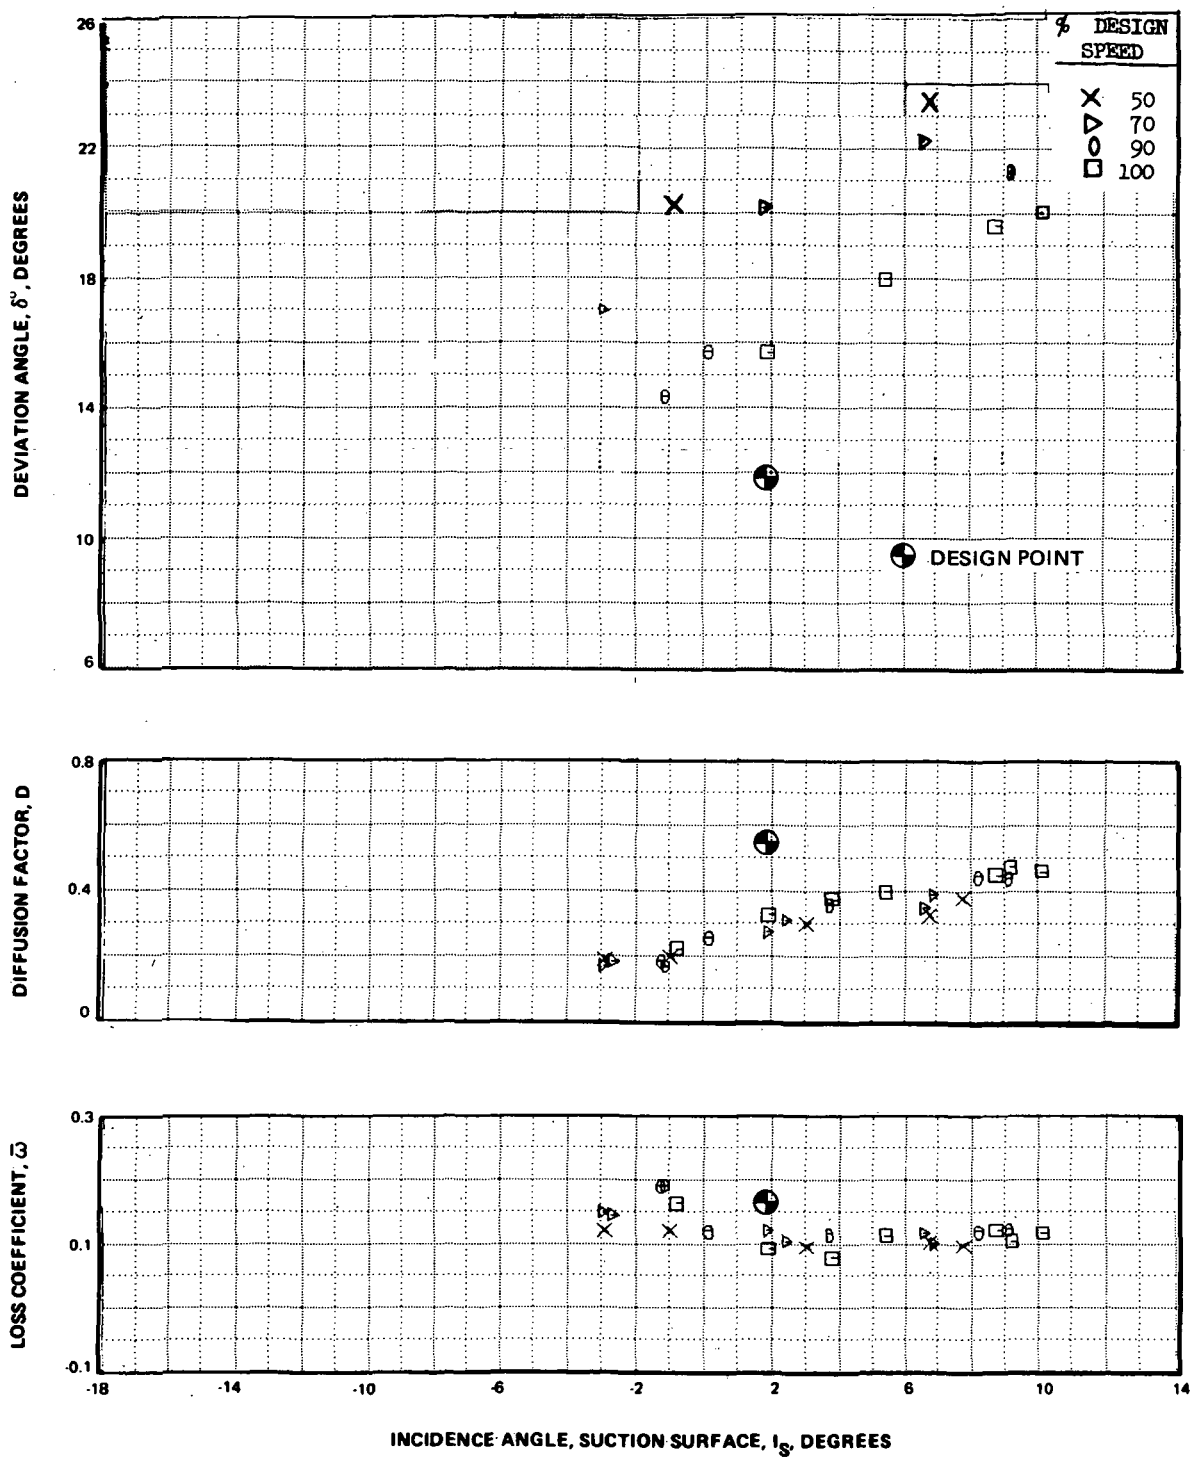 % DESIGN
SPEED
50
70
90
100
26
22
18
14
10
6
DEVIATION ANGLE, δ°, DEGREES
DESIGN POINT
0.8
0.4
0
DIFFUSION FACTOR, D
0.3
0.1
-0.1
LOSS COEFFICIENT, ω̅
-18 -14 -10 -2 2 6 10 14
INCIDENCE ANGLE, SUCTION SURFACE, I_S, DEGREES